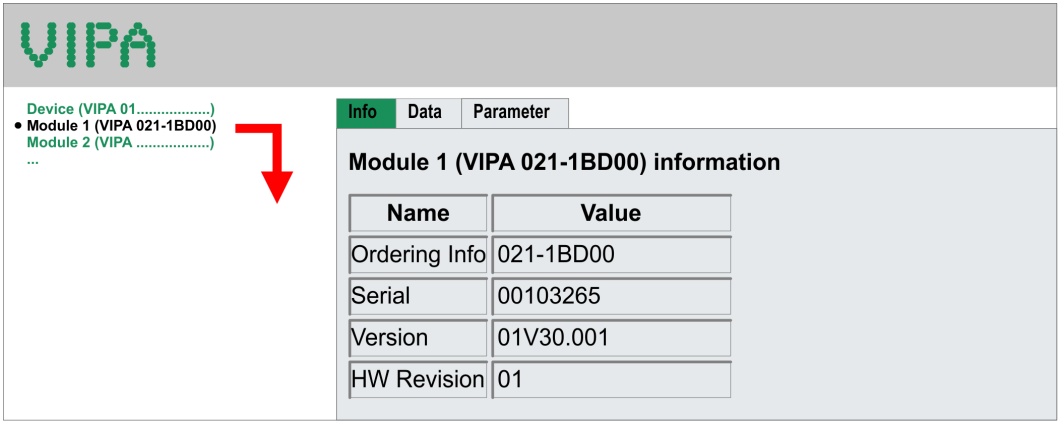 VIPA
Device (VIPA 01..................)
• Module 1 (VIPA 021-1BD00)
Module 2 (VIPA ..................)
...
Info Data Parameter
Module 1 (VIPA 021-1BD00) information
Name Value
Ordering Info 021-1BD00
Serial 00103265
Version 01V30.001
HW Revision 01